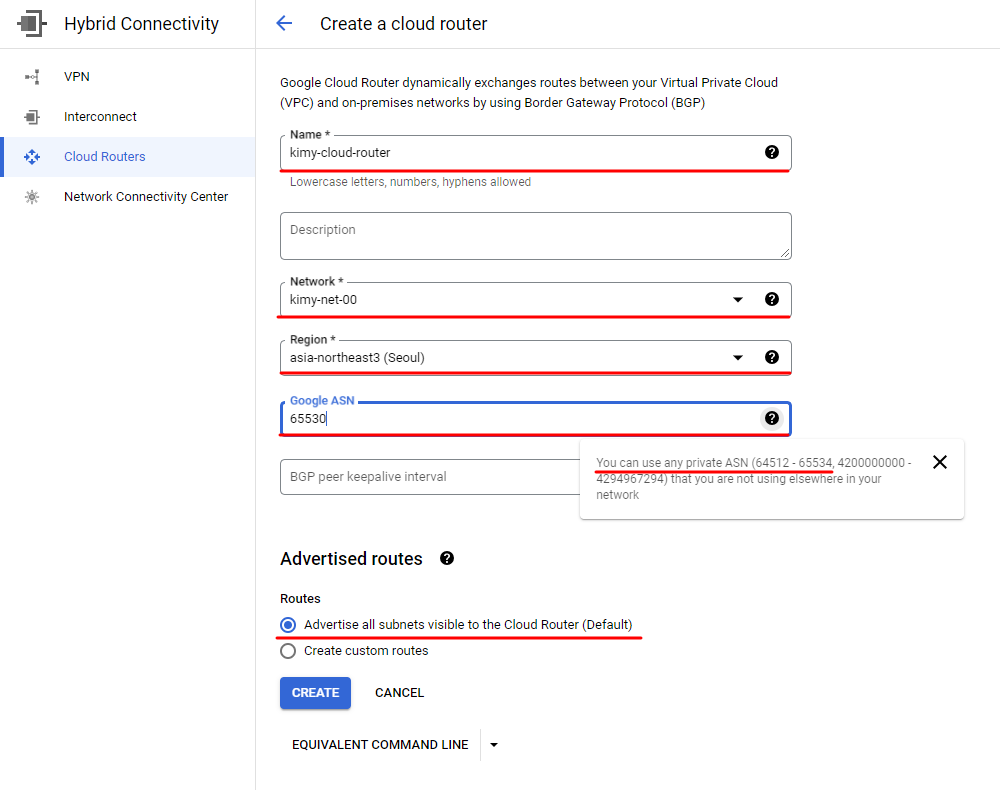 Hybrid Connectivity
Create a cloud router
VPN
Interconnect
Cloud Routers
Network Connectivity Center
Google Cloud Router dynamically exchanges routes between your Virtual Private Cloud
(VPC) and on-premises networks by using Border Gateway Protocol (BGP)
Name *
kimy-cloud-router
Lowercase letters, numbers, hyphens allowed
Description
Network *
kimy-net-00
Region *
asia-northeast3 (Seoul)
Google ASN
65530
You can use any private ASN (64512 - 65534, 4200000000 -
4294967294) that you are not using elsewhere in your
network
BGP peer keepalive interval
Advertised routes
Routes
Advertise all subnets visible to the Cloud Router (Default)
Create custom routes
CREATE
CANCEL
EQUIVALENT COMMAND LINE